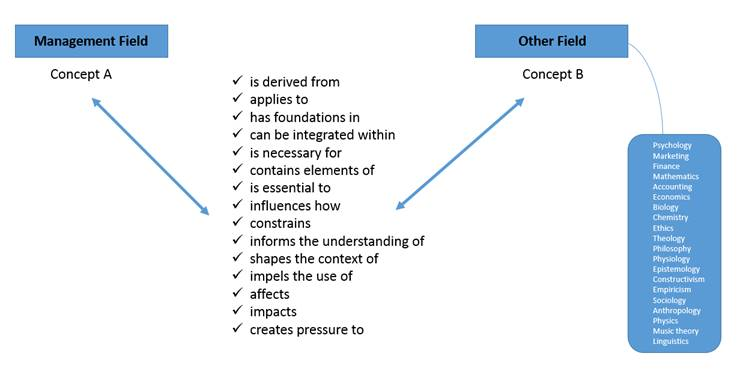 Management Field
Other Field
Concept A
Concept B
✓ is derived from
✓ applies to
✓ has foundations in
✓ can be integrated within
✓ is necessary for
✓ contains elements of
✓ is essential to
✓ influences how
✓ constrains
✓ informs the understanding of
✓ shapes the context of
✓ impels the use of
✓ affects
✓ impacts
✓ creates pressure to
Psychology
Marketing
Finance
Mathematics
Accounting
Economics
Biology
Chemistry
Ethics
Theology
Philosophy
Physiology
Epistemology
Constructivism
Empiricism
Sociology
Anthropology
Physics
Music theory
Linguistics